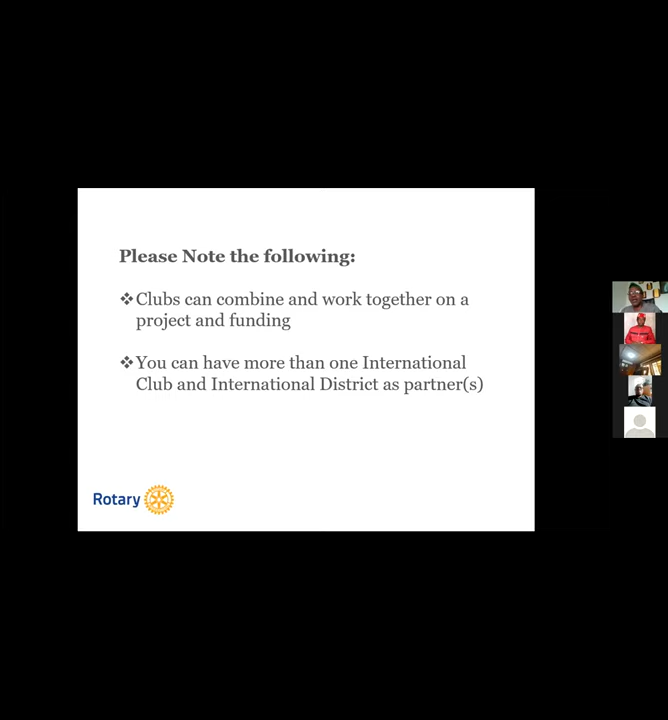 Please Note the following:
❖Clubs can combine and work together on a
project and funding
❖You can have more than one International
Club and International District as partner(s)
Rotary